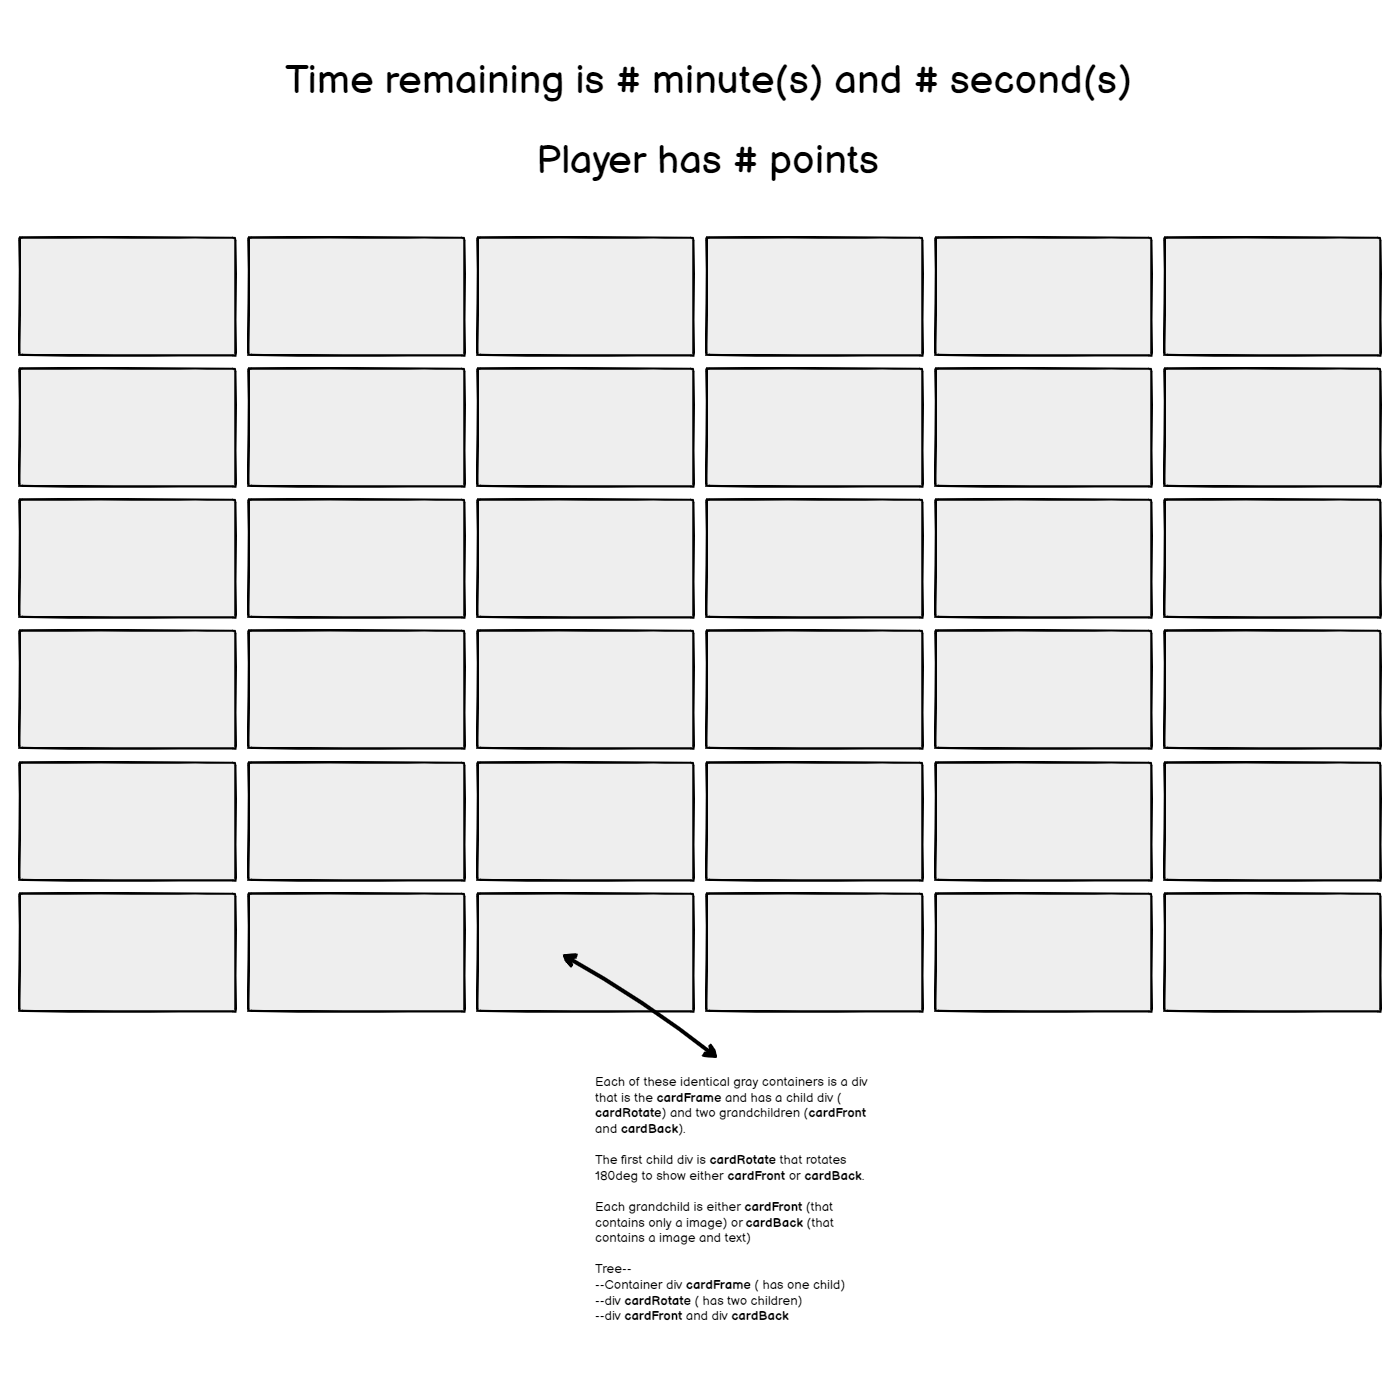 Time remaining is # minute(s) and # second(s)
Player has # points
Each of these identical gray containers is a div
that is the cardFrame and has a child div (
cardRotate) and two grandchildren (cardFront
and cardBack).
The first child div is cardRotate that rotates
180deg to show either cardFront or cardBack.
Each grandchild is either cardFront (that
contains only a image) or cardBack (that
contains a image and text)
Tree--
--Container div cardFrame ( has one child)
--div cardRotate ( has two children)
--div cardFront and div cardBack